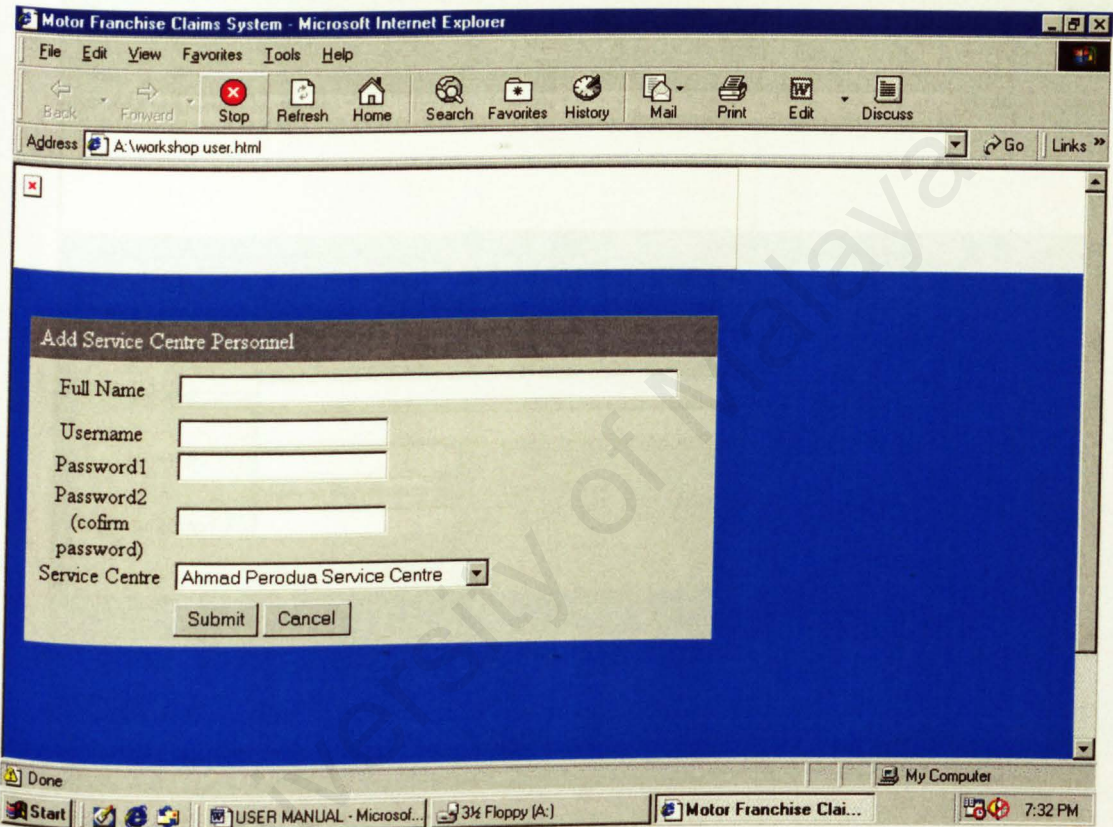 Motor Franchise Claims System - Microsoft Internet Explorer
File Edit View Favorites Tools Help
Back Forward Stop Refresh Home Search Favorites History Mail Print Edit Discuss
Address A:\workshop user.html Go Links »
Add Service Centre Personnel
Full Name
Username
Password1
Password2
(cofirm
password)
Service Centre Ahmad Perodua Service Centre
Submit Cancel
Done My Computer
Start USER MANUAL - Microsof... 3½ Floppy (A:) Motor Franchise Clai... 7:32 PM
University of Malaya